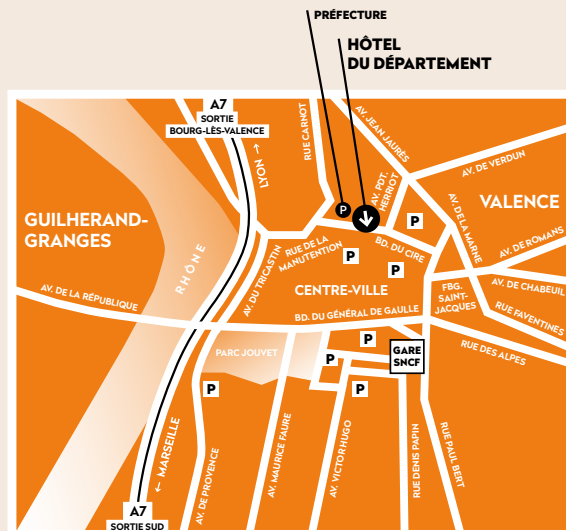 PRÉFECTURE
HÔTEL
DU DÉPARTEMENT
A7
SORTIE
BOURG-LÈS-VALENCE
← LYON
RUE CARNOT
AV. JEAN JAURÈS
AV. DE VERDUN
AV. PDT.
HERRIOT
P
P
VALENCE
GUILHERAND-
GRANGES
RHÔNE
AV. DU TRICASTIN
RUE DE LA
MANUTENTION
BD. DU CIRE
AV. DE LA MARNE
AV. DE ROMANS
P
P
CENTRE-VILLE
FBG.
SAINT-
JACQUES
AV. DE CHABEUIL
RUE FAVENTINES
AV. DE LA RÉPUBLIQUE
BD. DU GÉNÉRAL DE GAULLE
RUE DES ALPES
PARC JOUVET
P
P
GARE
SNCF
P
P
← MARSEILLE
AV. DE PROVENCE
AV. MAURICE FAURE
AV. VICTOR HUGO
RUE DENIS PAPIN
RUE PAUL BERT
A7
SORTIE SUD